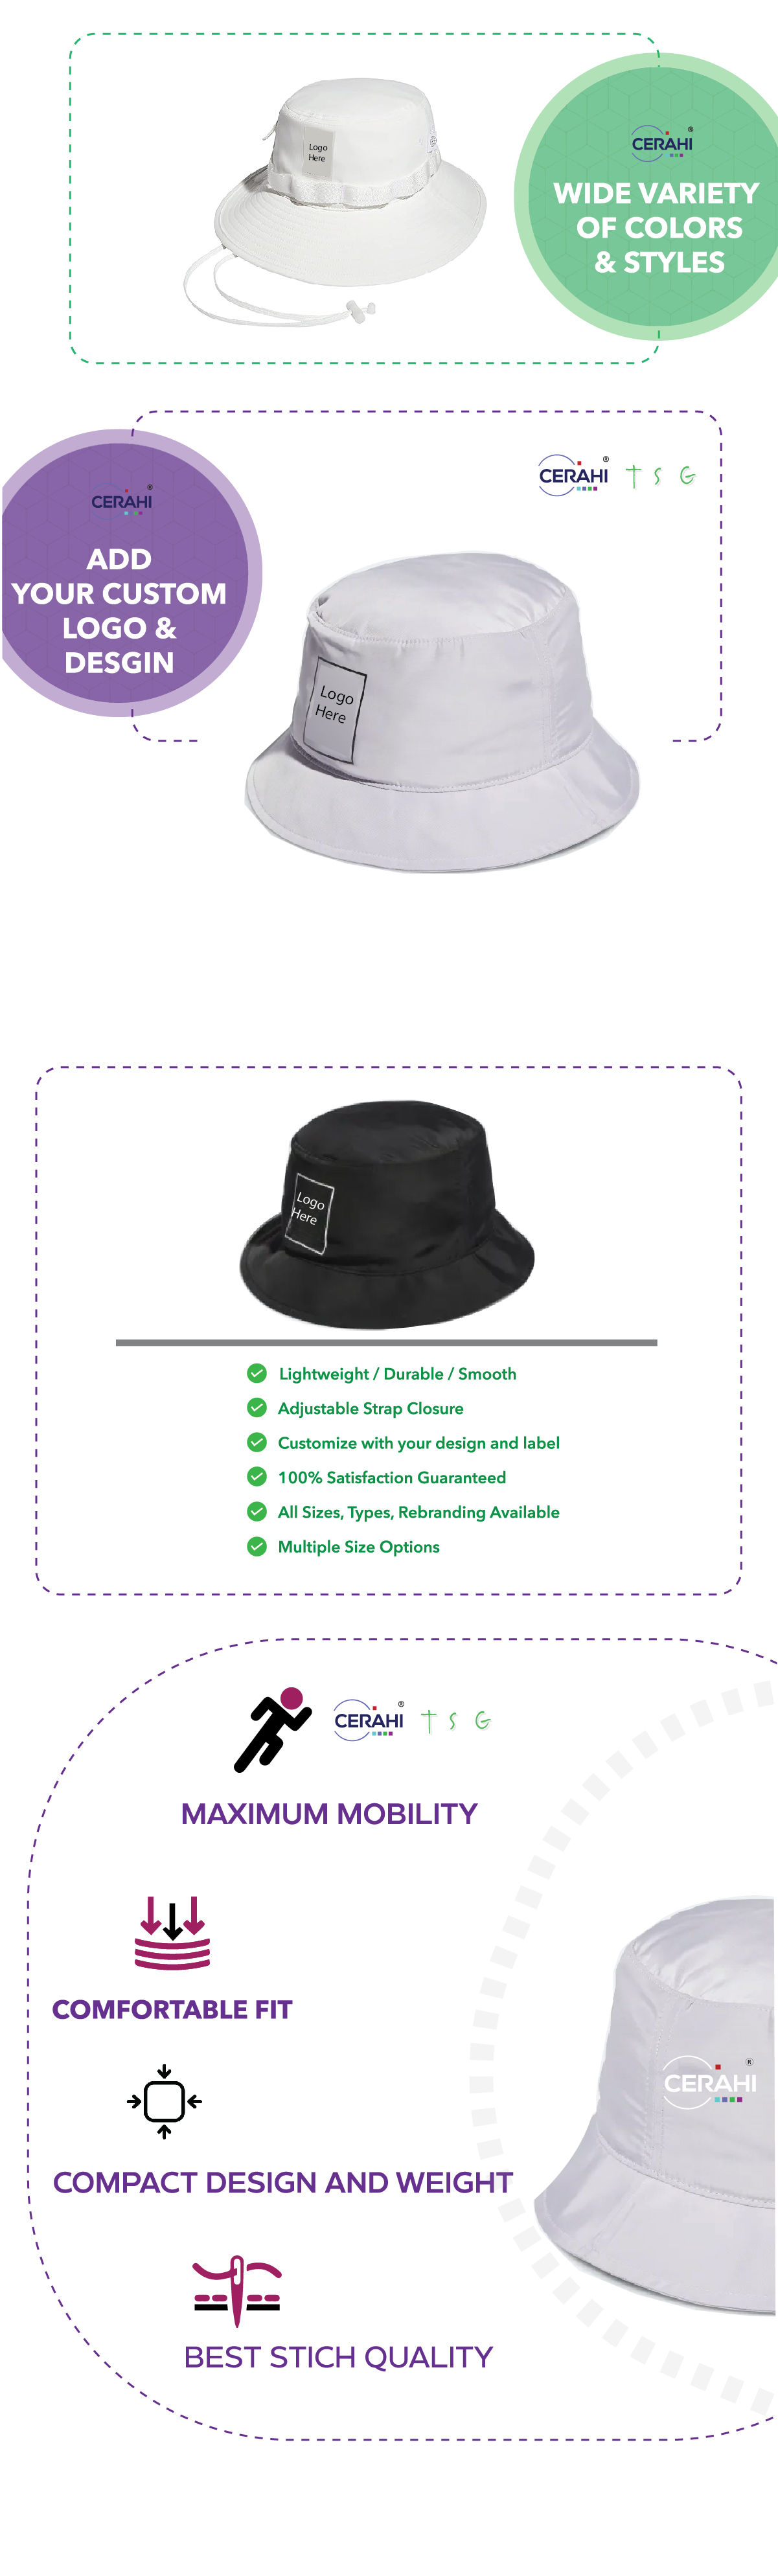 Logo
Here
CERAHI ®
WIDE VARIETY
OF COLORS
& STYLES
CERAHI ®
ADD
YOUR CUSTOM
LOGO &
DESGIN
CERAHI ® T S G
Logo
Here
Logo
Here
Lightweight / Durable / Smooth
Adjustable Strap Closure
Customize with your design and label
100% Satisfaction Guaranteed
All Sizes, Types, Rebranding Available
Multiple Size Options
CERAHI ® T S G
MAXIMUM MOBILITY
COMFORTABLE FIT
CERAHI ®
COMPACT DESIGN AND WEIGHT
BEST STICH QUALITY